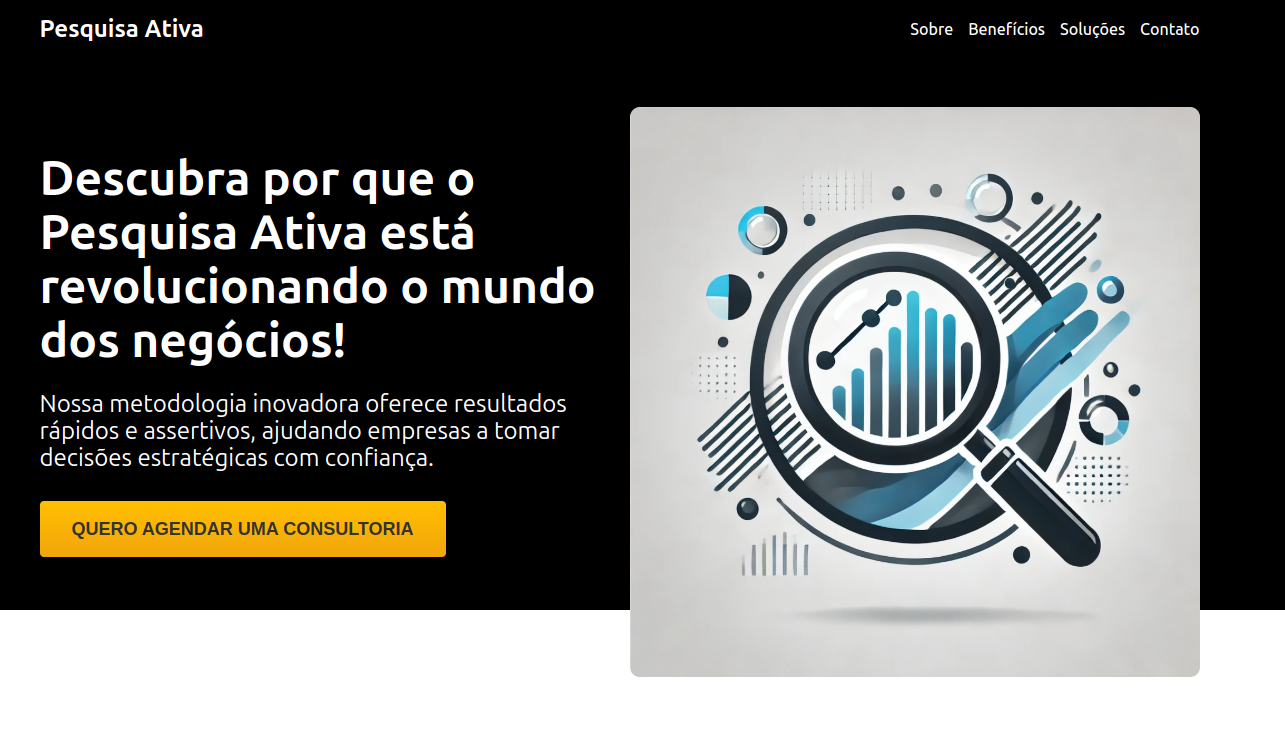 Pesquisa Ativa
Sobre Benefícios Soluções Contato
Descubra por que o
Pesquisa Ativa está
revolucionando o mundo
dos negócios!
Nossa metodologia inovadora oferece resultados
rápidos e assertivos, ajudando empresas a tomar
decisões estratégicas com confiança.
QUERO AGENDAR UMA CONSULTORIA